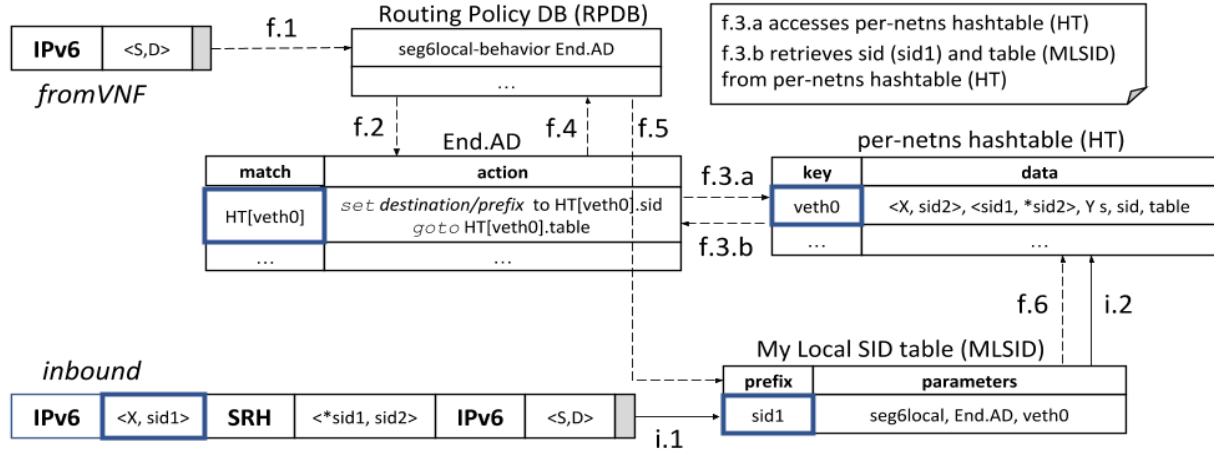 Routing Policy DB (RPDB)
f.1
IPv6 <S,D>
seg6local-behavior End.AD
...
fromVNF
f.3.a accesses per-netns hashtable (HT)
f.3.b retrieves sid (sid1) and table (MLSID)
from per-netns hashtable (HT)
f.2
f.4
f.5
End.AD
match action
HT[veth0]
set destination/prefix to HT[veth0].sid
goto HT[veth0].table
... ...
f.3.a
f.3.b
per-netns hashtable (HT)
key data
veth0 <X, sid2>, <sid1, *sid2>, Y s, sid, table
... ...
f.6
i.2
My Local SID table (MLSID)
prefix parameters
sid1 seg6local, End.AD, veth0
inbound
IPv6 <X, sid1> SRH <*sid1, sid2> IPv6 <S,D>
i.1